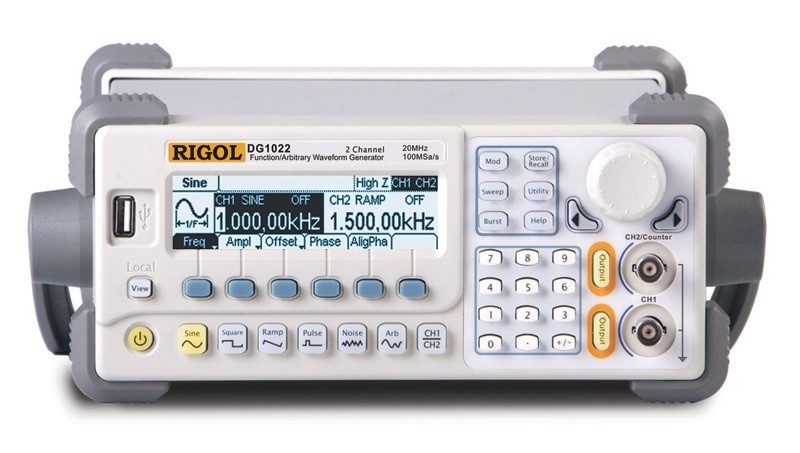 RIGOL DG1022 2 Channel 20MHz
Function/Arbitrary Waveform Generator 100MSa/s
Sine High Z CH1 CH2
CH1 SINE OFF CH2 RAMP OFF
1/F 1.000,00kHz 1.500,00kHz
Freq Ampl Offset Phase AligPha
Local
View
Sine Square Ramp Pulse Noise Arb CH1
CH2
Mod Store/
Recall
Sweep Utility
Burst Help
7 8 9
4 5 6
1 2 3
0 . +/-
CH2/Counter
Output
CH1
Output